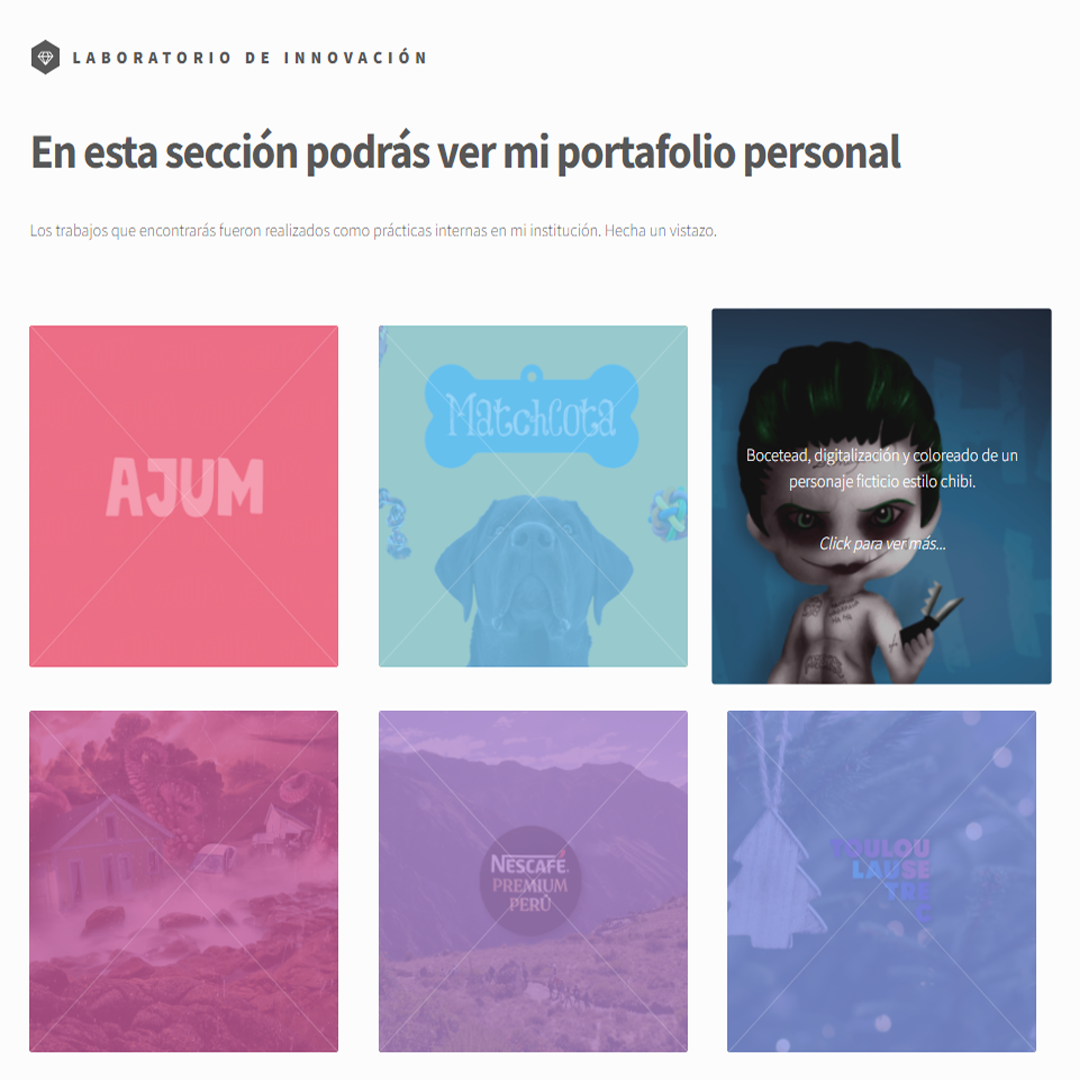 LABORATORIO DE INNOVACIÓN
En esta sección podrás ver mi portafolio personal
Los trabajos que encontrarás fueron realizados como prácticas internas en mi institución. Hecha un vistazo.
AJUM
MatchCota
Bocetead, digitalización y coloreado de un
personaje ficticio estilo chibi.
Click para ver más...
NESCAFÉ.
PREMIUM
PERÚ
TOULOU
LAUSE
TRE
C